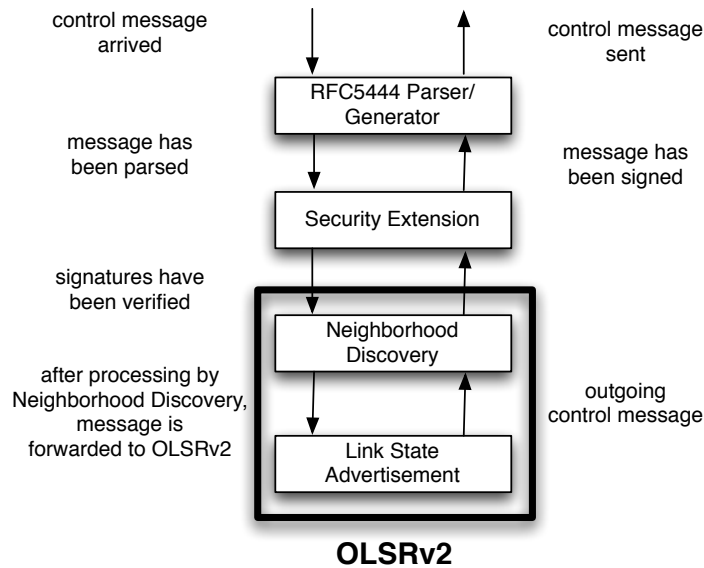 control message
arrived
control message
sent
RFC5444 Parser/
Generator
message has
been parsed
message has
been signed
Security Extension
signatures have
been verified
Neighborhood
Discovery
after processing by
Neighborhood Discovery,
message is
forwarded to OLSRv2
outgoing
control message
Link State
Advertisement
OLSRv2